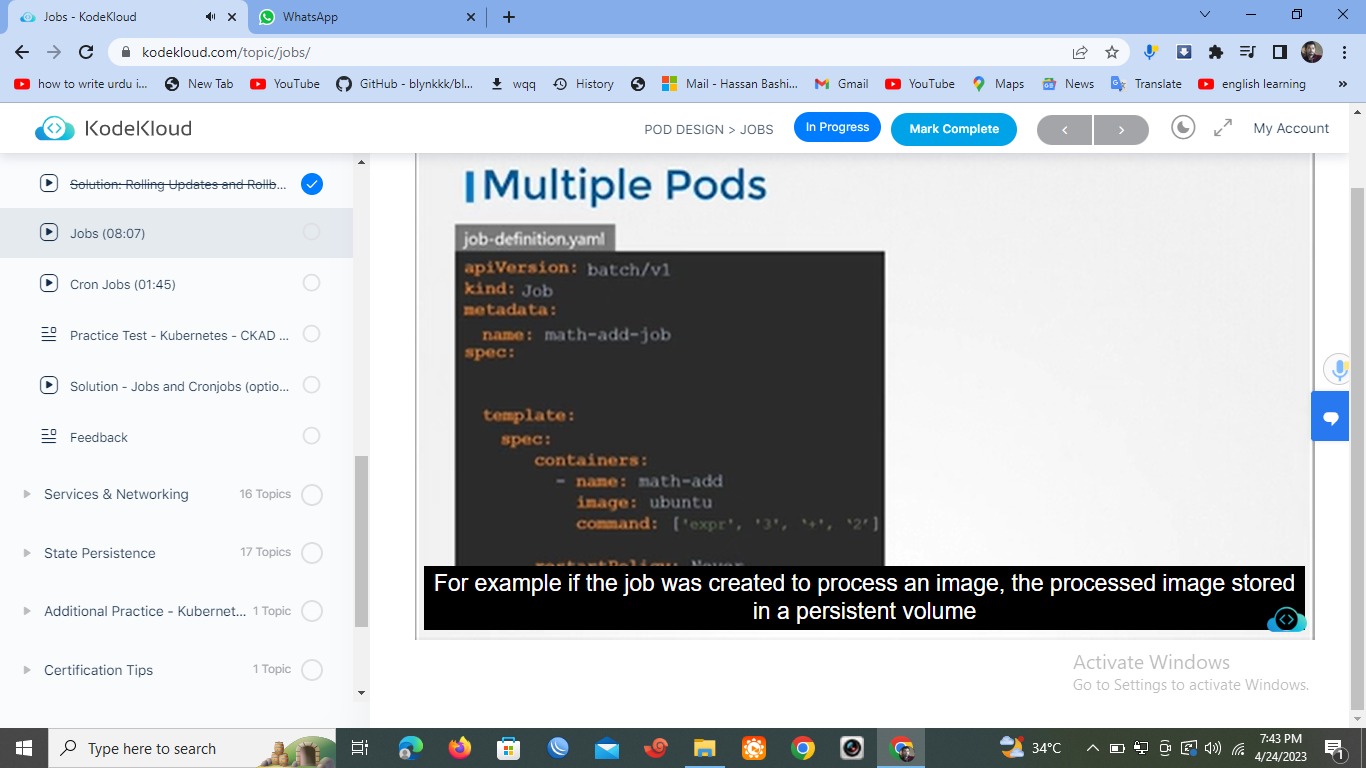 Jobs - KodeKloud
WhatsApp
kodekloud.com/topic/jobs/
how to write urdu i...
New Tab
YouTube
GitHub - blynkkk/bl...
wqq
History
Mail - Hassan Bashi...
Gmail
YouTube
Maps
News
Translate
english learning
»
KodeKloud
POD DESIGN > JOBS
In Progress
Mark Complete
My Account
Solution: Rolling Updates and Rollb...
Jobs (08:07)
Cron Jobs (01:45)
Practice Test - Kubernetes - CKAD ...
Solution - Jobs and Cronjobs (optio...
Feedback
Services & Networking 16 Topics
State Persistence 17 Topics
Additional Practice - Kubernet... 1 Topic
Certification Tips 1 Topic
Multiple Pods
job-definition.yaml
apiVersion: batch/v1
kind: Job
metadata:
name: math-add-job
spec:
template:
spec:
containers:
- name: math-add
image: ubuntu
command: ['expr', '3', '+', '2']
restartPolicy: Never
For example if the job was created to process an image, the processed image stored
in a persistent volume
Activate Windows
Go to Settings to activate Windows.
Type here to search
34°C
7:43 PM
4/24/2023
1